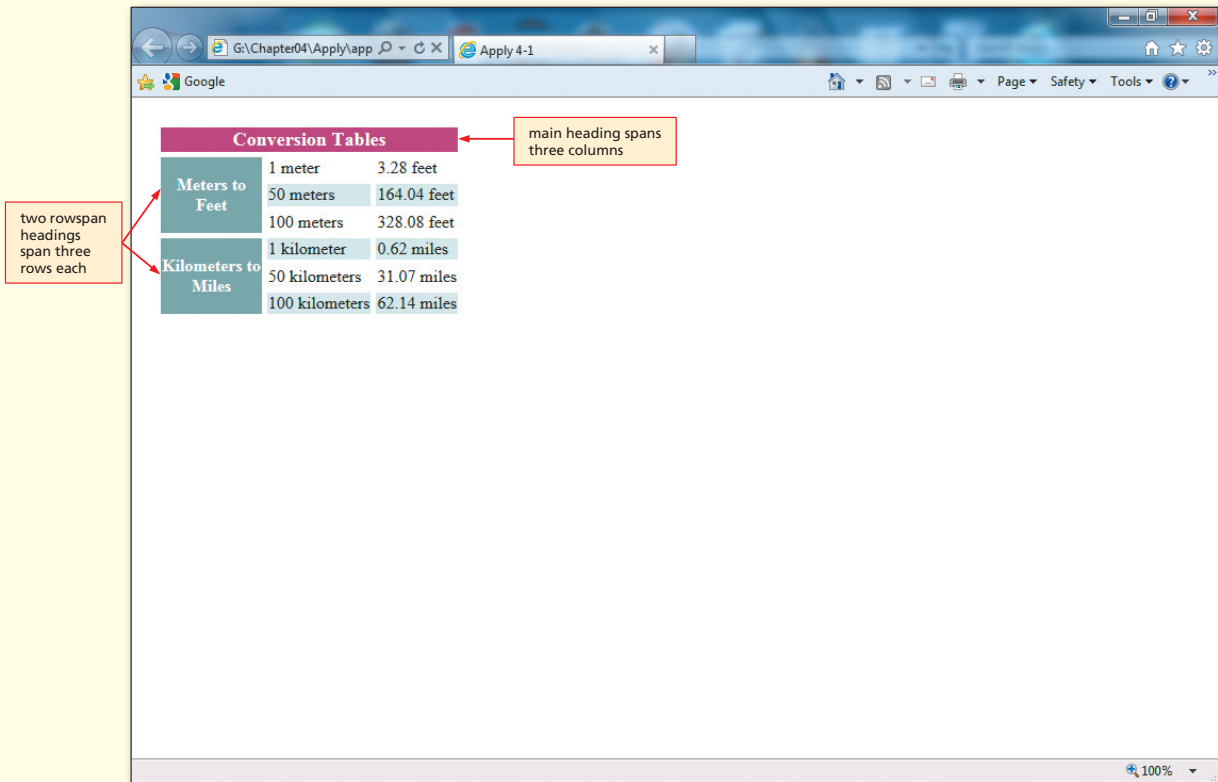 G:\Chapter04\Apply\app
Apply 4-1
Google
Page
Safety
Tools
Conversion Tables
main heading spans
three columns
Meters to
Feet
1 meter
3.28 feet
50 meters
164.04 feet
100 meters
328.08 feet
two rowspan
headings
span three
rows each
Kilometers to
Miles
1 kilometer
0.62 miles
50 kilometers
31.07 miles
100 kilometers
62.14 miles
100%